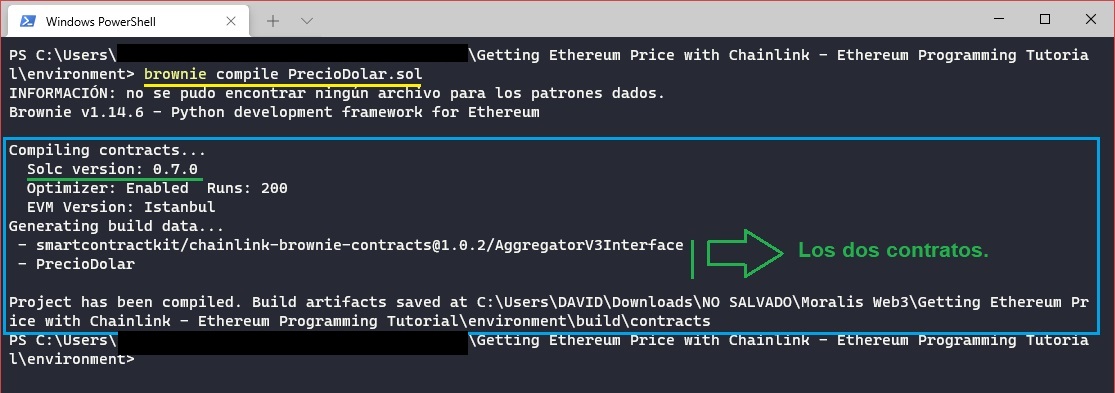 Windows PowerShell
PS C:\Users\ \Getting Ethereum Price with Chainlink - Ethereum Programming Tutoria
l\environment> brownie compile PrecioDolar.sol
INFORMACIÓN: no se pudo encontrar ningún archivo para los patrones dados.
Brownie v1.14.6 - Python development framework for Ethereum
Compiling contracts...
Solc version: 0.7.0
Optimizer: Enabled Runs: 200
EVM Version: Istanbul
Generating build data...
- smartcontractkit/chainlink-brownie-contracts@1.0.2/AggregatorV3Interface
- PrecioDolar
Los dos contratos.
Project has been compiled. Build artifacts saved at C:\Users\DAVID\Downloads\NO SALVADO\Moralis Web3\Getting Ethereum Pr
ice with Chainlink - Ethereum Programming Tutorial\environment\build\contracts
PS C:\Users\ \Getting Ethereum Price with Chainlink - Ethereum Programming Tutoria
l\environment>